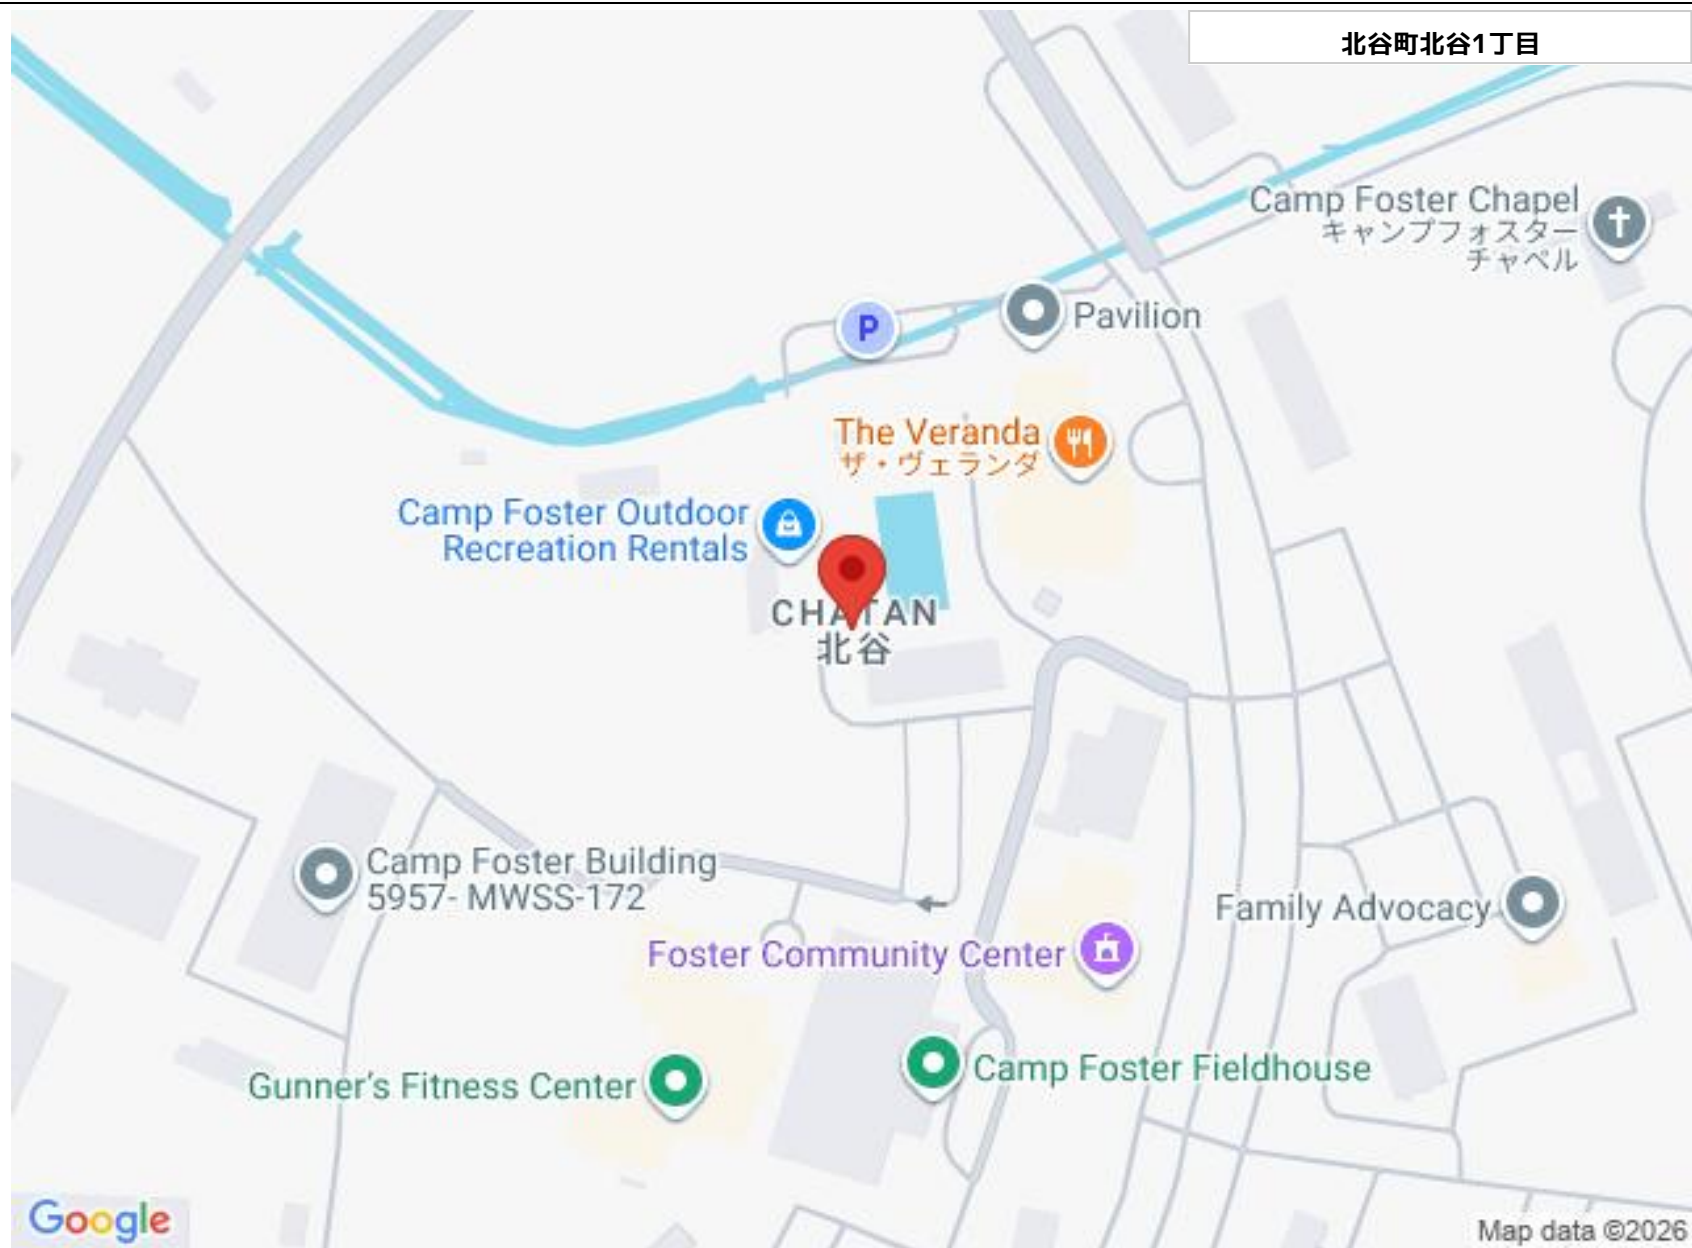 北谷町北谷1丁目
Camp Foster Chapel
キャンプフォスター
チャペル
P
Pavilion
The Veranda
ザ・ヴェランダ
Camp Foster Outdoor
Recreation Rentals
CHATAN
北谷
Camp Foster Building
5957- MWSS-172
Family Advocacy
Foster Community Center
Camp Foster Fieldhouse
Gunner's Fitness Center
Google
Map data ©2026